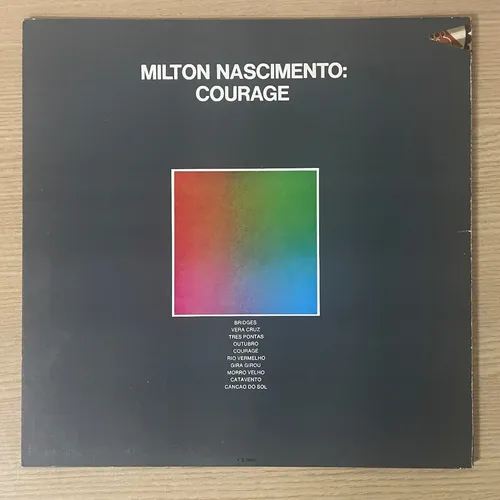 MILTON NASCIMENTO:
COURAGE
BRIDGES
VERA CRUZ
TRES PONTAS
OUTUBRO
COURAGE
RIO VERMELHO
GIRA GIROU
MORRO VELHO
CATAVENTO
CANCAO DO SOL